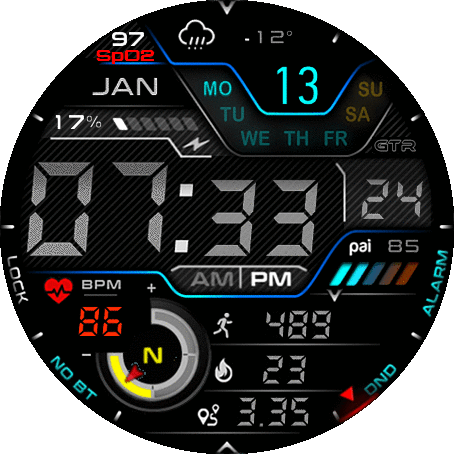 97
SpO2
-12°
JAN
13
MO
SU
TU
SA
WE TH FR
17%
GTR
07:33
24
AM PM
pai 85
LOCK
ALARM
BPM
+
86
-
N
489
23
3.35
NO BT
DND